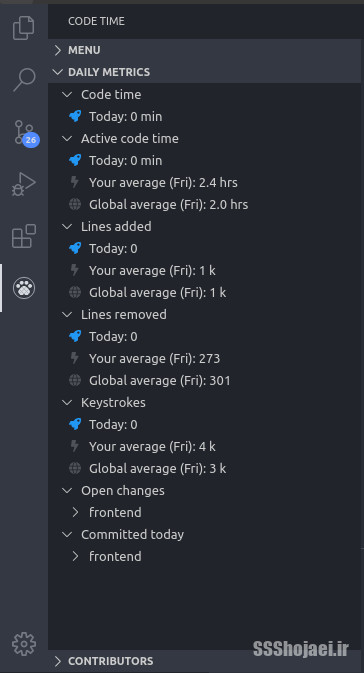 CODE TIME
MENU
DAILY METRICS
Code time
Today: 0 min
Active code time
Today: 0 min
Your average (Fri): 2.4 hrs
Global average (Fri): 2.0 hrs
Lines added
Today: 0
Your average (Fri): 1 k
Global average (Fri): 1 k
Lines removed
Today: 0
Your average (Fri): 273
Global average (Fri): 301
Keystrokes
Today: 0
Your average (Fri): 4 k
Global average (Fri): 3 k
Open changes
frontend
Committed today
frontend
CONTRIBUTORS
26
SSShojaei.ir